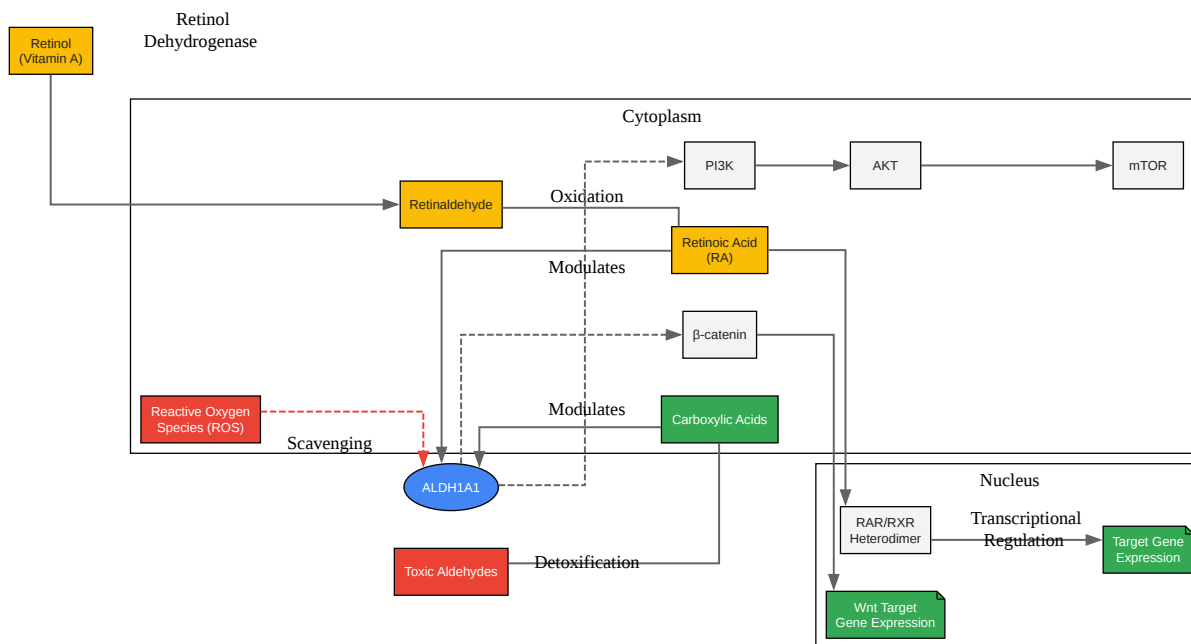 Retinol
Dehydrogenase
Retinol
(Vitamin A)
Cytoplasm
PI3K
AKT
mTOR
Retinaldehyde
Oxidation
Retinoic Acid
(RA)
Modulates
β-catenin
Reactive Oxygen
Species (ROS)
Modulates
Carboxylic Acids
Scavenging
ALDH1A1
Nucleus
RAR/RXR
Heterodimer
Transcriptional
Regulation
Target Gene
Expression
Toxic Aldehydes
Detoxification
Wnt Target
Gene Expression